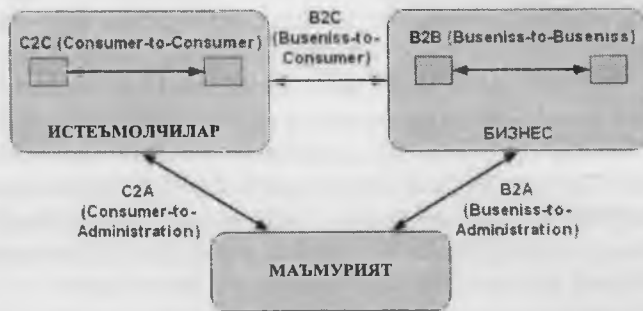 B2C
(Buseniss-to-
Consumer)
C2C (Consumer-to-Consumer)
B2B (Buseniss-to-Buseniss)
ИСТЕЪМОЛЧИЛАР
БИЗНЕС
C2A
(Consumer-to-
Administration)
B2A
(Buseniss-to-
Administration)
МАЪМУРИЯТ